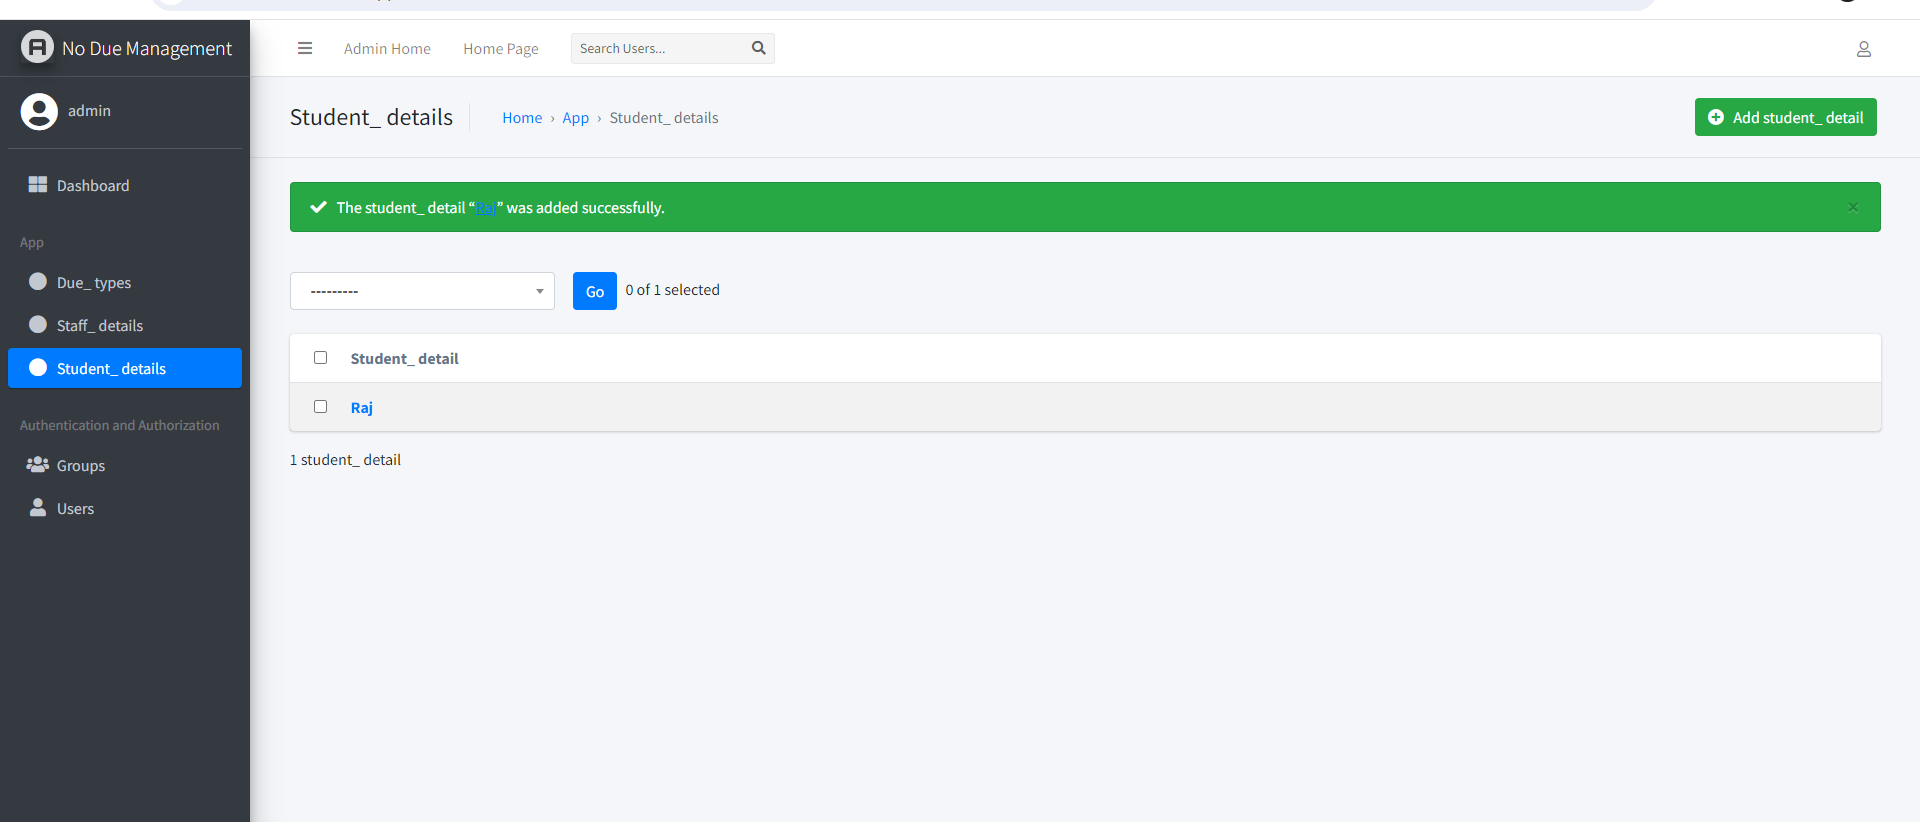 No Due Management
Admin Home
Home Page
Search Users...
admin
Student_ details
Home › App › Student_ details
Add student_ detail
Dashboard
The student_ detail “Raj” was added successfully.
×
App
Due_ types
Staff_ details
Student_ details
---------
Go
0 of 1 selected
Student_ detail
Raj
1 student_ detail
Authentication and Authorization
Groups
Users